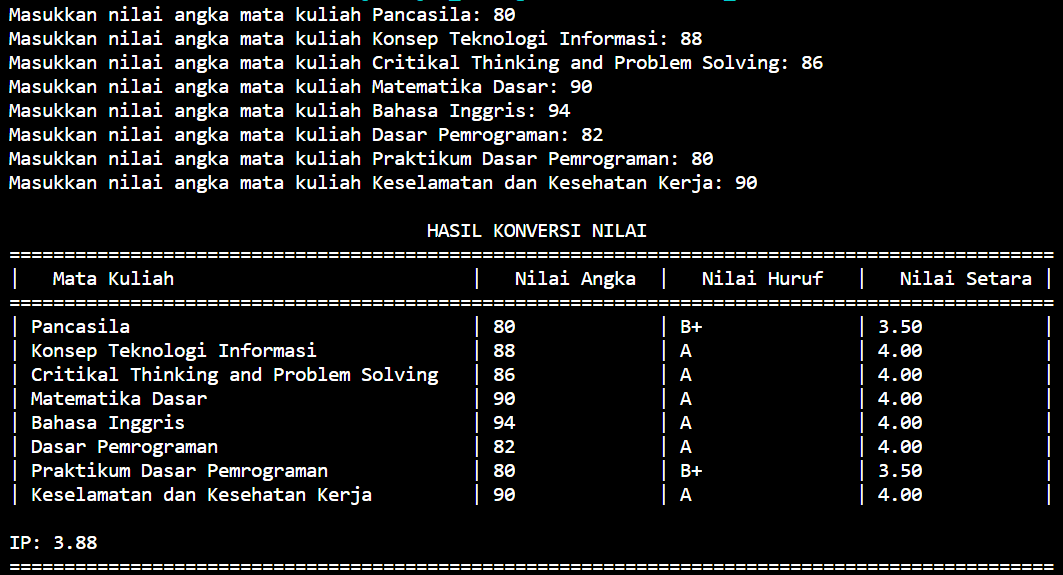 Masukkan nilai angka mata kuliah Pancasila: 80
Masukkan nilai angka mata kuliah Konsep Teknologi Informasi: 88
Masukkan nilai angka mata kuliah Critikal Thinking and Problem Solving: 86
Masukkan nilai angka mata kuliah Matematika Dasar: 90
Masukkan nilai angka mata kuliah Bahasa Inggris: 94
Masukkan nilai angka mata kuliah Dasar Pemrograman: 82
Masukkan nilai angka mata kuliah Praktikum Dasar Pemrograman: 80
Masukkan nilai angka mata kuliah Keselamatan dan Kesehatan Kerja: 90

HASIL KONVERSI NILAI
===============================================================================================
|   Mata Kuliah                           |   Nilai Angka  |   Nilai Huruf   |   Nilai Setara |
===============================================================================================
| Pancasila                               | 80             | B+              | 3.50           |
| Konsep Teknologi Informasi              | 88             | A               | 4.00           |
| Critikal Thinking and Problem Solving   | 86             | A               | 4.00           |
| Matematika Dasar                        | 90             | A               | 4.00           |
| Bahasa Inggris                          | 94             | A               | 4.00           |
| Dasar Pemrograman                       | 82             | A               | 4.00           |
| Praktikum Dasar Pemrograman             | 80             | B+              | 3.50           |
| Keselamatan dan Kesehatan Kerja         | 90             | A               | 4.00           |

IP: 3.88
===============================================================================================